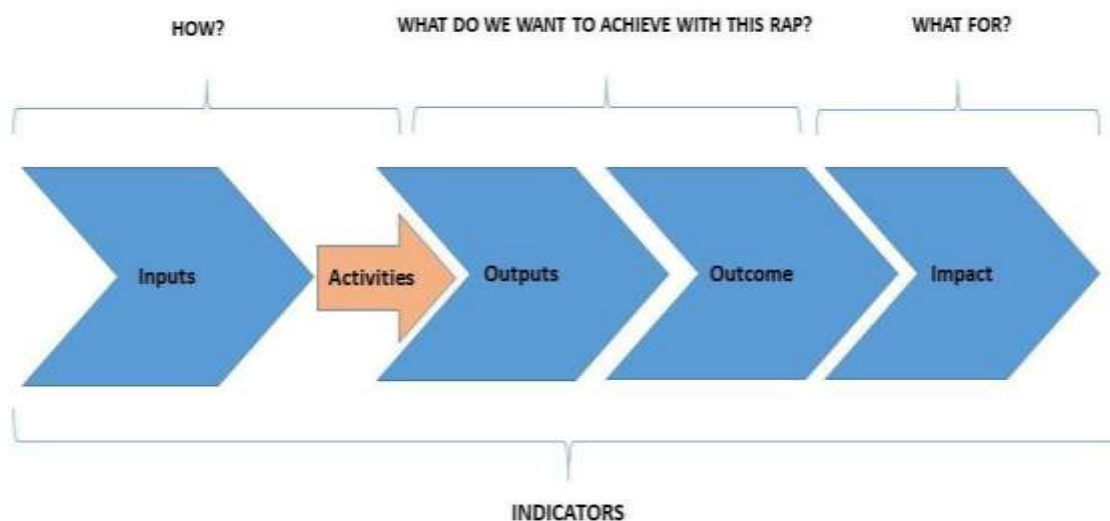 HOW?
WHAT DO WE WANT TO ACHIEVE WITH THIS RAP?
WHAT FOR?
Inputs
Activities
Outputs
Outcome
Impact
INDICATORS